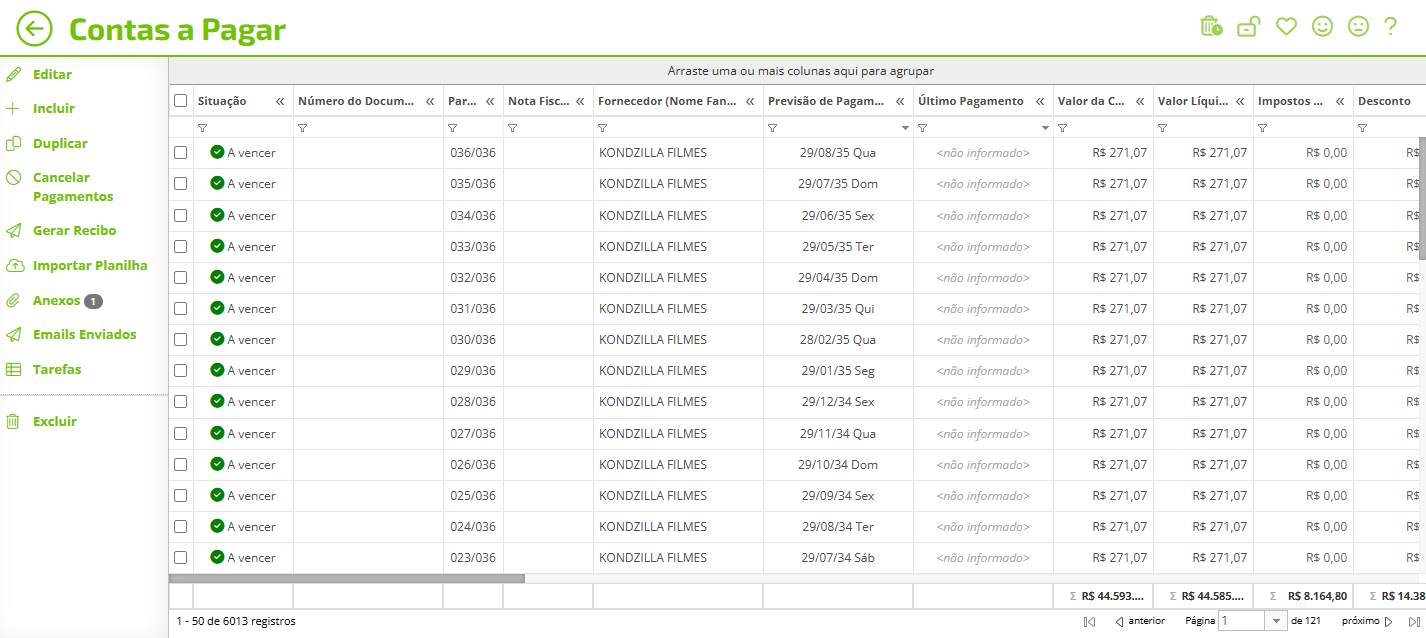 Contas a Pagar
Editar
Incluir
Duplicar
Cancelar
Pagamentos
Gerar Recibo
Importar Planilha
Anexos 1
Emails Enviados
Tarefas
Excluir
Arraste uma ou mais colunas aqui para agrupar
Situação « Número do Docum... « Par... « Nota Fisc... « Fornecedor (Nome Fan... « Previsão de Pagam... « Último Pagamento « Valor da C... « Valor Líqui... « Impostos ... « Desconto
A vencer 036/036 KONDZILLA FILMES 29/08/35 Qua <não informado> R$ 271,07 R$ 271,07 R$ 0,00 R$
A vencer 035/036 KONDZILLA FILMES 29/07/35 Dom <não informado> R$ 271,07 R$ 271,07 R$ 0,00 R$
A vencer 034/036 KONDZILLA FILMES 29/06/35 Sex <não informado> R$ 271,07 R$ 271,07 R$ 0,00 R$
A vencer 033/036 KONDZILLA FILMES 29/05/35 Ter <não informado> R$ 271,07 R$ 271,07 R$ 0,00 R$
A vencer 032/036 KONDZILLA FILMES 29/04/35 Dom <não informado> R$ 271,07 R$ 271,07 R$ 0,00 R$
A vencer 031/036 KONDZILLA FILMES 29/03/35 Qui <não informado> R$ 271,07 R$ 271,07 R$ 0,00 R$
A vencer 030/036 KONDZILLA FILMES 28/02/35 Qua <não informado> R$ 271,07 R$ 271,07 R$ 0,00 R$
A vencer 029/036 KONDZILLA FILMES 29/01/35 Seg <não informado> R$ 271,07 R$ 271,07 R$ 0,00 R$
A vencer 028/036 KONDZILLA FILMES 29/12/34 Sex <não informado> R$ 271,07 R$ 271,07 R$ 0,00 R$
A vencer 027/036 KONDZILLA FILMES 29/11/34 Qua <não informado> R$ 271,07 R$ 271,07 R$ 0,00 R$
A vencer 026/036 KONDZILLA FILMES 29/10/34 Dom <não informado> R$ 271,07 R$ 271,07 R$ 0,00 R$
A vencer 025/036 KONDZILLA FILMES 29/09/34 Sex <não informado> R$ 271,07 R$ 271,07 R$ 0,00 R$
A vencer 024/036 KONDZILLA FILMES 29/08/34 Ter <não informado> R$ 271,07 R$ 271,07 R$ 0,00 R$
A vencer 023/036 KONDZILLA FILMES 29/07/34 Sáb <não informado> R$ 271,07 R$ 271,07 R$ 0,00 R$
Σ R$ 44.593.... Σ R$ 44.585.... Σ R$ 8.164,80 Σ R$ 14.38
1 - 50 de 6013 registros anterior Página 1 de 121 próximo